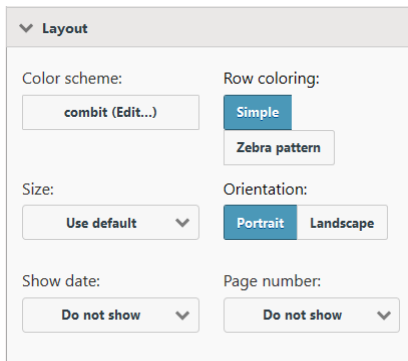 Layout
Color scheme:
Row coloring:
combit (Edit...)
Simple
Zebra pattern
Size:
Orientation:
Use default
Portrait
Landscape
Show date:
Page number:
Do not show
Do not show